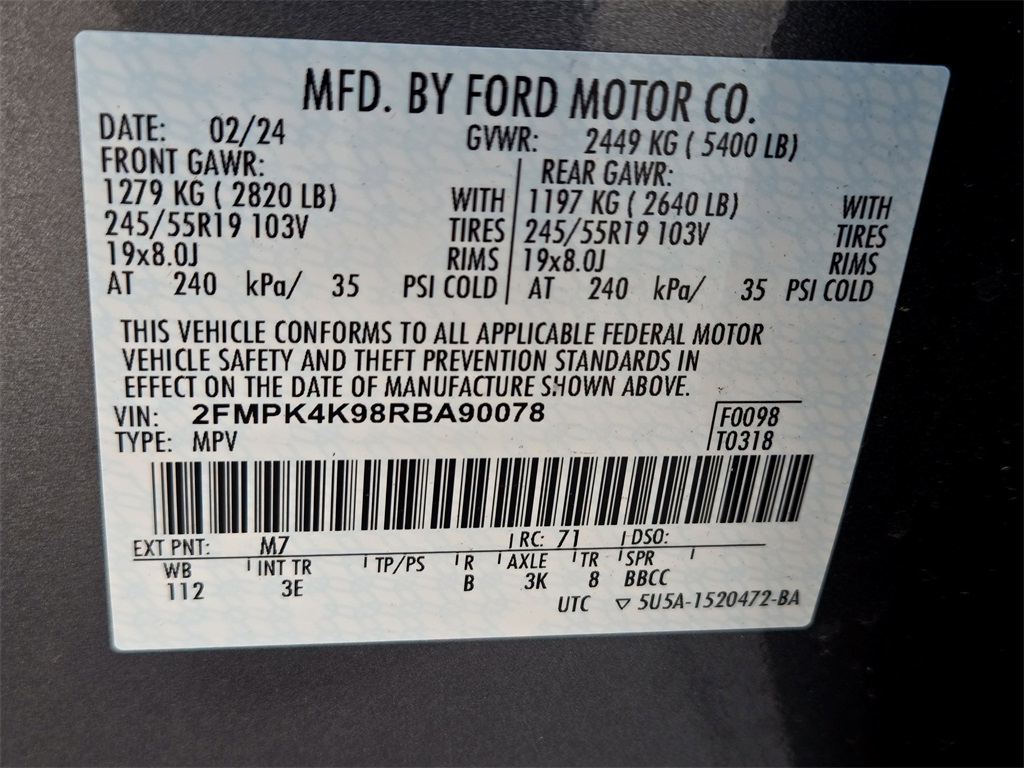 MFD. BY FORD MOTOR CO.
DATE: 02/24 GVWR: 2449 KG ( 5400 LB)
FRONT GAWR: REAR GAWR:
1279 KG ( 2820 LB) WITH 1197 KG ( 2640 LB) WITH
245/55R19 103V TIRES 245/55R19 103V TIRES
19x8.0J RIMS 19x8.0J RIMS
AT 240 kPa/ 35 PSI COLD AT 240 kPa/ 35 PSI COLD
THIS VEHICLE CONFORMS TO ALL APPLICABLE FEDERAL MOTOR
VEHICLE SAFETY AND THEFT PREVENTION STANDARDS IN
EFFECT ON THE DATE OF MANUFACTURE SHOWN ABOVE.
VIN: 2FMPK4K98RBA90078 F0098
TYPE: MPV T0318
EXT PNT: M7 RC: 71 DSO:
WB INT TR TP/PS R AXLE TR SPR
112 3E B 3K 8 BBCC
UTC ▽ 5U5A-1520472-BA